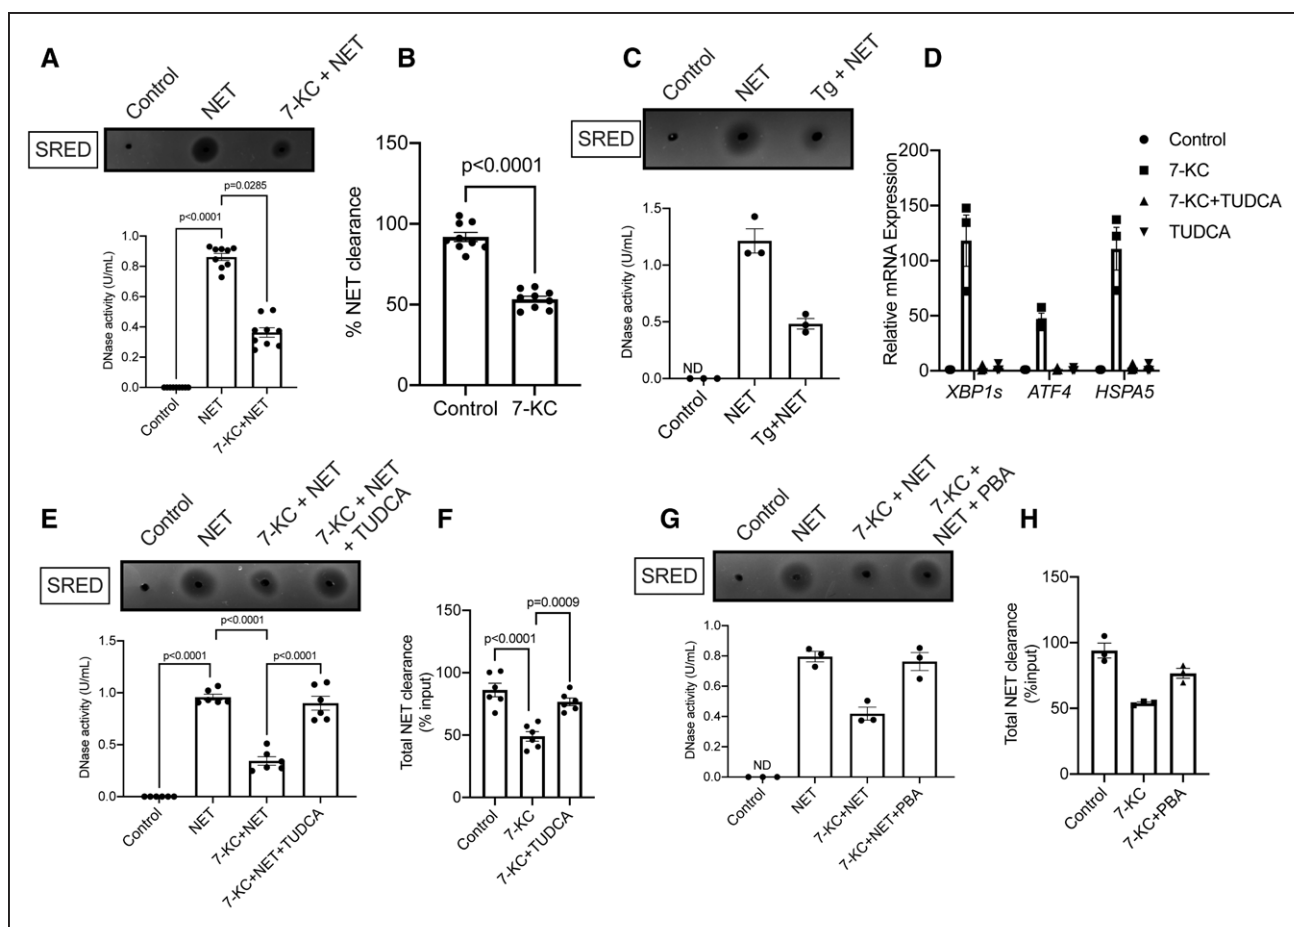 A
Control
NET
7-KC + NET
SRED
p=0.0285
p<0.0001
DNase activity (U/mL)
1.0
0.8
0.6
0.4
0.2
0.0
Control
NET
7-KC+NET
B
% NET clearance
150
100
50
0
p<0.0001
Control
7-KC
C
Control
NET
Tg + NET
SRED
DNase activity (U/mL)
1.5
1.0
0.5
0.0
ND
Control
NET
Tg+NET
D
Relative mRNA Expression
200
150
100
50
0
XBP1s
ATF4
HSPA5
Control
7-KC
7-KC+TUDCA
TUDCA
E
Control
NET
7-KC + NET
7-KC + NET
+ TUDCA
SRED
p<0.0001
p<0.0001
p<0.0001
DNase activity (U/mL)
1.5
1.0
0.5
0.0
Control
NET
7-KC+NET
7-KC+NET+TUDCA
F
Total NET clearance
(% input)
150
100
50
0
p=0.0009
p<0.0001
Control
7-KC
7-KC+TUDCA
G
Control
NET
7-KC + NET
7-KC +
NET + PBA
SRED
DNase activity (U/mL)
1.0
0.8
0.6
0.4
0.2
0.0
ND
Control
NET
7-KC+NET
7-KC+NET+PBA
H
Total NET clearance
(%input)
150
100
50
0
Control
7-KC
7-KC+PBA